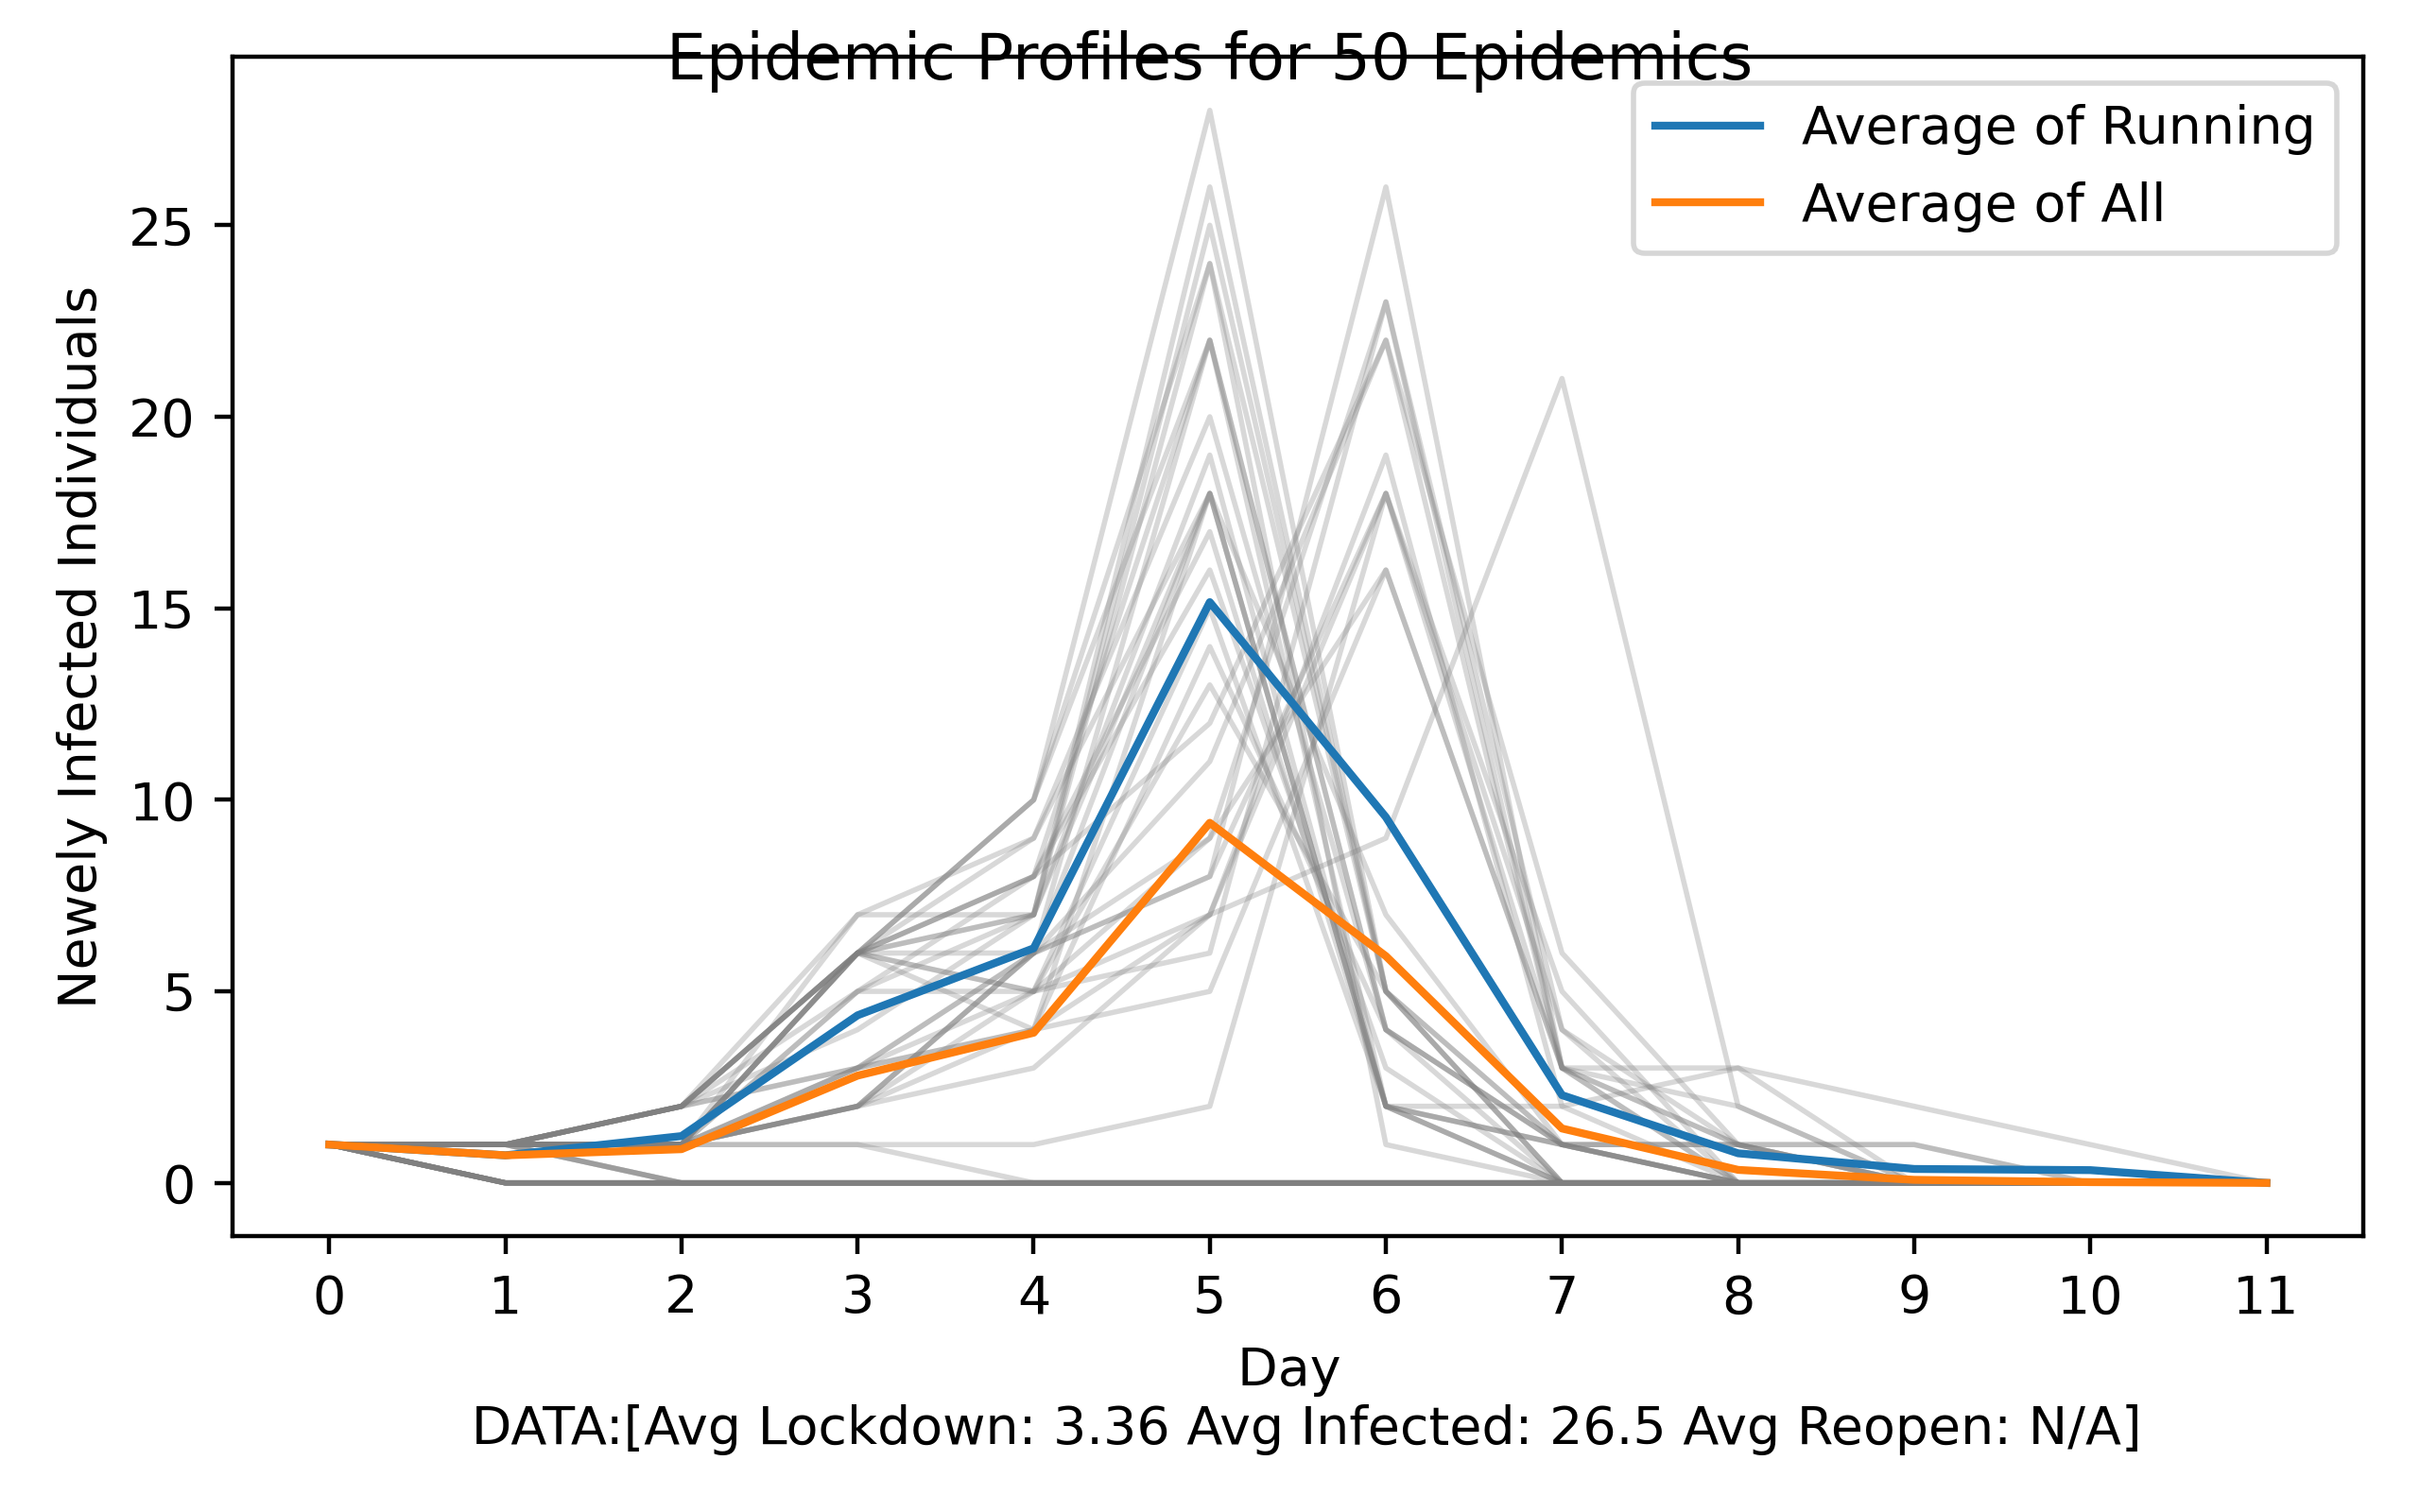 Epidemic Profiles for 50 Epidemics
Average of Running
Average of All
Newely Infected Individuals
25
20
15
10
5
0
0 1 2 3 4 5 6 7 8 9 10 11
Day
DATA:[Avg Lockdown: 3.36 Avg Infected: 26.5 Avg Reopen: N/A]